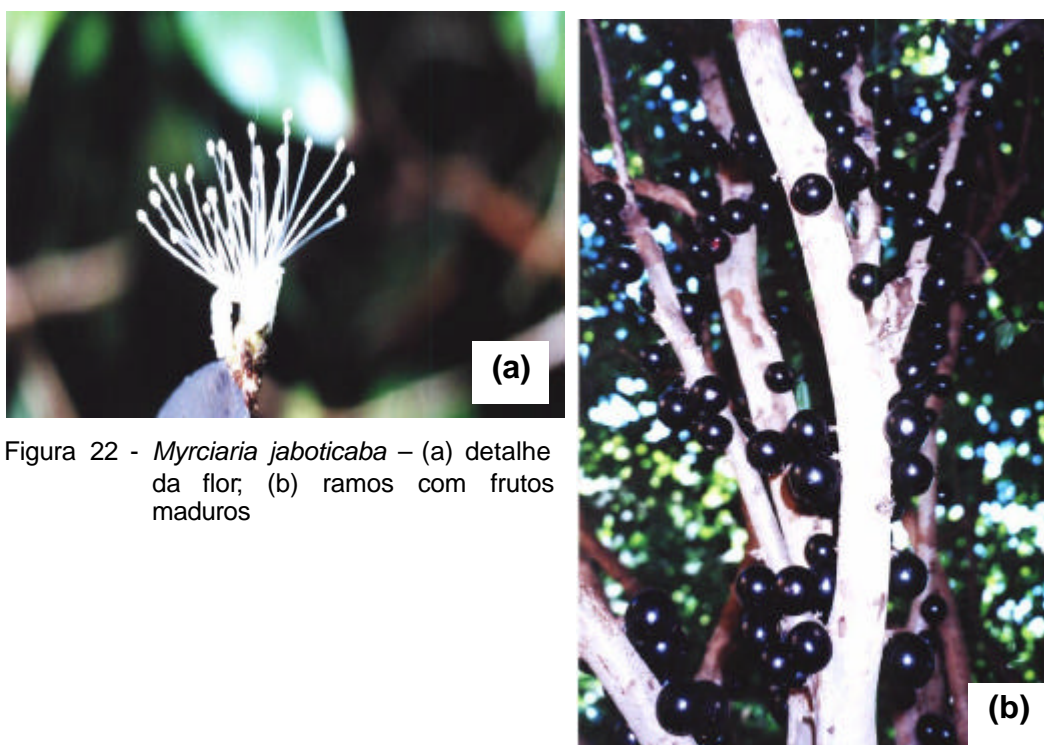 (a)
Figura 22 - Myrciaria jaboticaba – (a) detalhe
da flor; (b) ramos com frutos
maduros
(b)